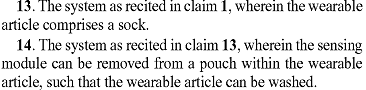 13. The system as recited in claim 1, wherein the wearable
article comprises a sock.
14. The system as recited in claim 13, wherein the sensing
module can be removed from a pouch within the wearable
article, such that the wearable article can be washed.